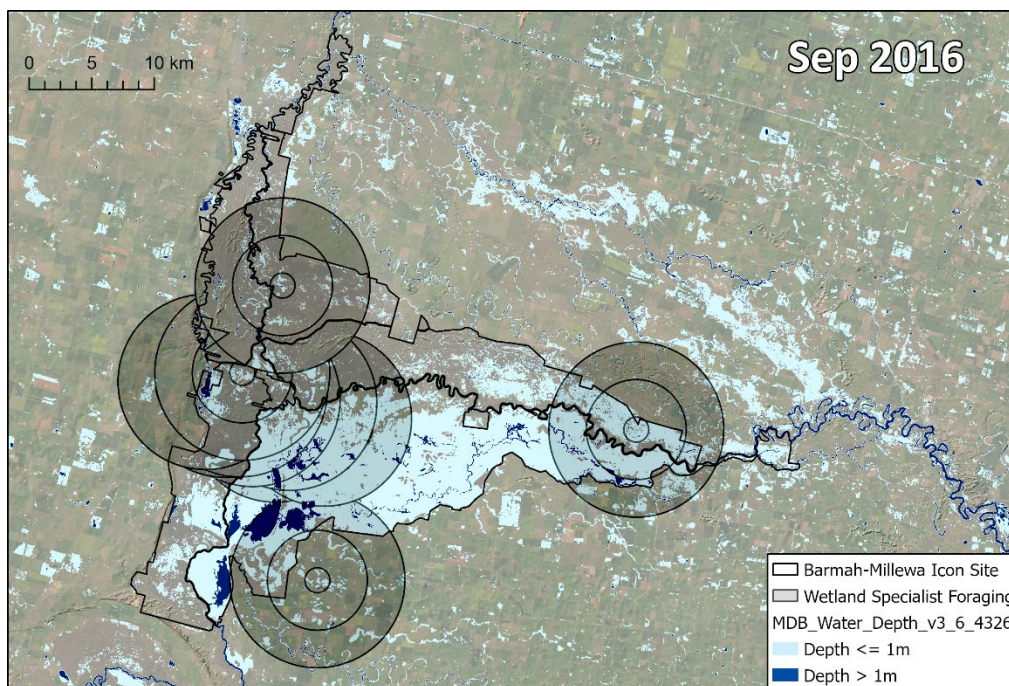 Sep 2016
0 5 10 km
Barmah-Millewa Icon Site
Wetland Specialist Foraging
MDB_Water_Depth_v3_6_4326
Depth <= 1m
Depth > 1m